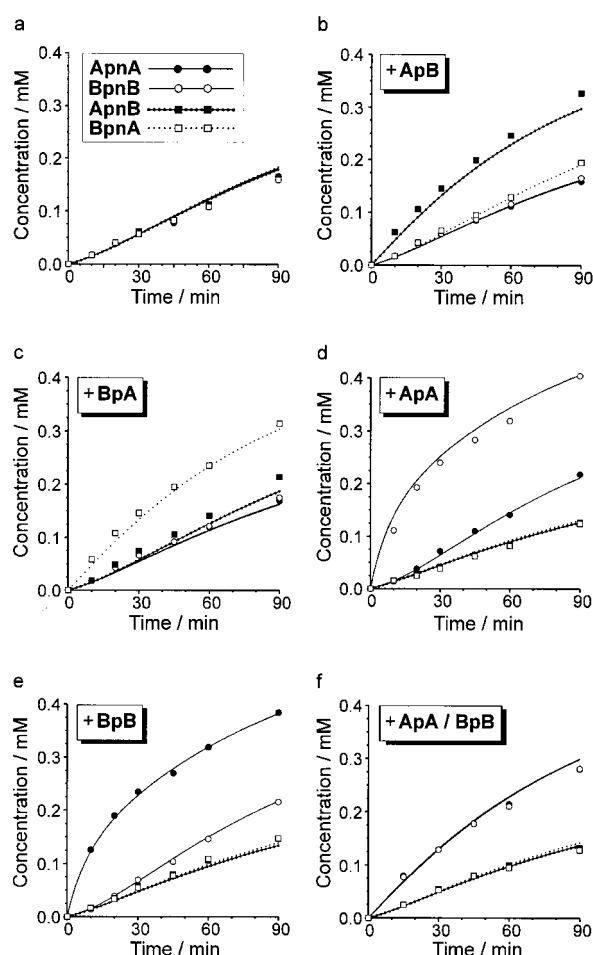 a
Concentration / mM
0.4
0.3
0.2
0.1
0.0
ApnA
BpnB
ApnB
BpnA
0 30 60 90
Time / min
b
Concentration / mM
0.4
0.3
0.2
0.1
0.0
+ ApB
0 30 60 90
Time / min
c
Concentration / mM
0.4
0.3
0.2
0.1
0.0
+ BpA
0 30 60 90
Time / min
d
Concentration / mM
0.4
0.3
0.2
0.1
0.0
+ ApA
0 30 60 90
Time / min
e
Concentration / mM
0.4
0.3
0.2
0.1
0.0
+ BpB
0 30 60 90
Time / min
f
Concentration / mM
0.4
0.3
0.2
0.1
0.0
+ ApA / BpB
0 30 60 90
Time / min